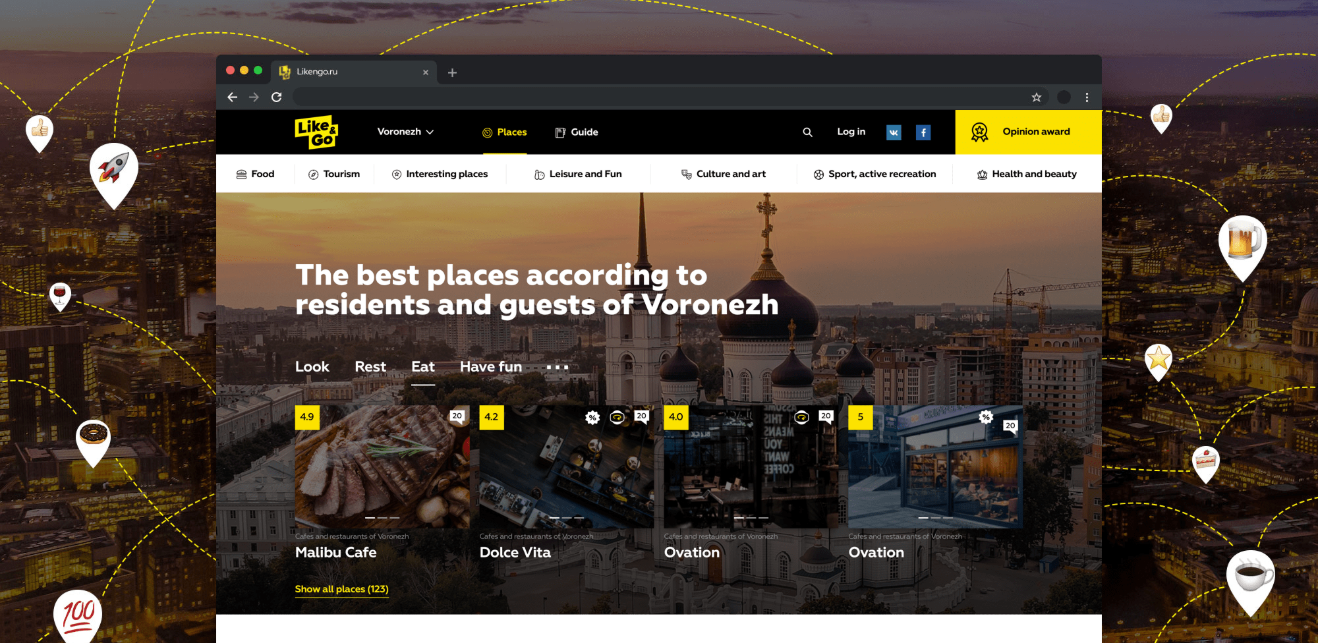 Likengo.ru
Like & Go
Voronezh
Places
Guide
Log in
Opinion award
Food
Tourism
Interesting places
Leisure and Fun
Culture and art
Sport, active recreation
Health and beauty
The best places according to
residents and guests of Voronezh
Look Rest Eat Have fun
4.9
20
4.2
%
20
4.0
20
5
%
20
THIS
MEANS
YOU
WANT
COFFEE
Cafes and restaurants of Voronezh
Malibu Cafe
Cafes and restaurants of Voronezh
Dolce Vita
Cafes and restaurants of Voronezh
Ovation
Cafes and restaurants of Voronezh
Ovation
Show all places (123)
100